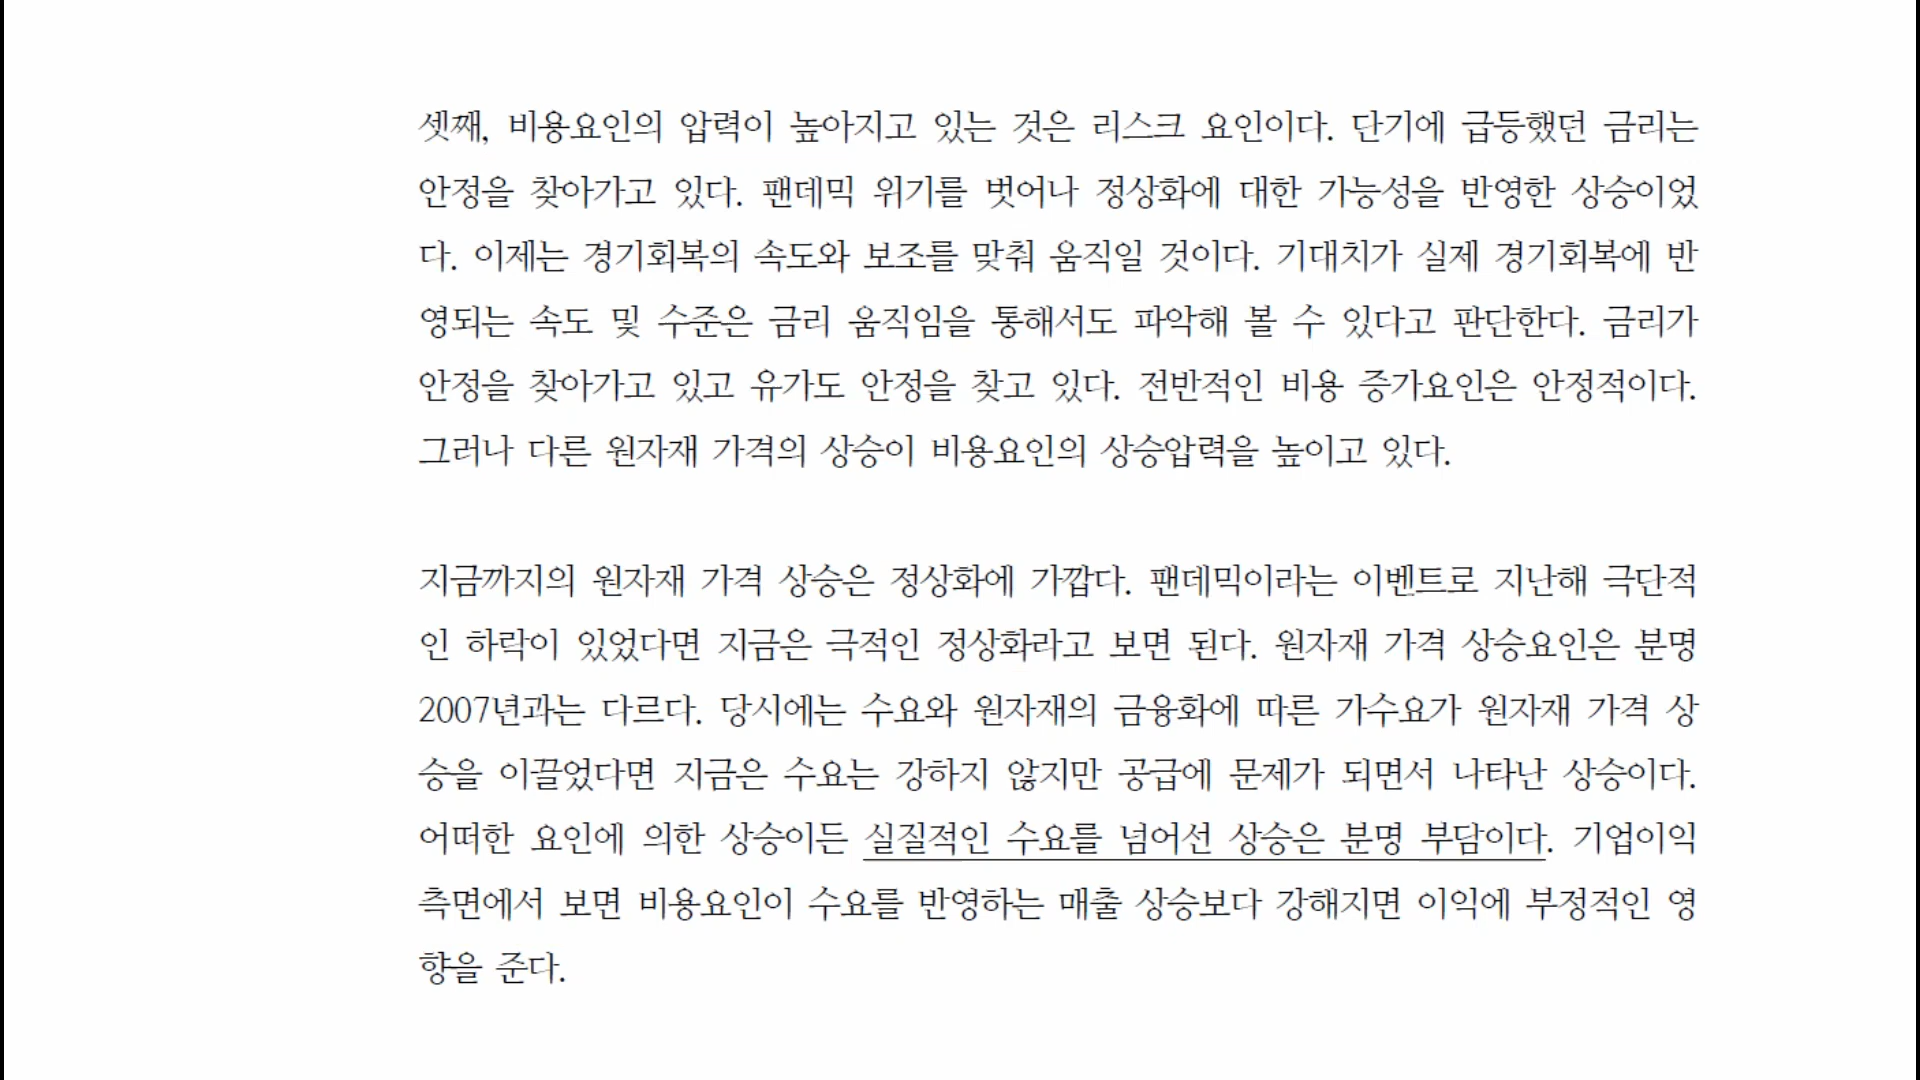 셋째, 비용요인의 압력이 높아지고 있는 것은 리스크 요인이다. 단기에 급등했던 금리는
안정을 찾아가고 있다. 팬데믹 위기를 벗어나 정상화에 대한 가능성을 반영한 상승이었
다. 이제는 경기회복의 속도와 보조를 맞춰 움직일 것이다. 기대치가 실제 경기회복에 반
영되는 속도 및 수준은 금리 움직임을 통해서도 파악해 볼 수 있다고 판단한다. 금리가
안정을 찾아가고 있고 유가도 안정을 찾고 있다. 전반적인 비용 증가요인은 안정적이다.
그러나 다른 원자재 가격의 상승이 비용요인의 상승압력을 높이고 있다.
지금까지의 원자재 가격 상승은 정상화에 가깝다. 팬데믹이라는 이벤트로 지난해 극단적
인 하락이 있었다면 지금은 극적인 정상화라고 보면 된다. 원자재 가격 상승요인은 분명
2007년과는 다르다. 당시에는 수요와 원자재의 금융화에 따른 가수요가 원자재 가격 상
승을 이끌었다면 지금은 수요는 강하지 않지만 공급에 문제가 되면서 나타난 상승이다.
어떠한 요인에 의한 상승이든 실질적인 수요를 넘어선 상승은 분명 부담이다. 기업이익
측면에서 보면 비용요인이 수요를 반영하는 매출 상승보다 강해지면 이익에 부정적인 영
향을 준다.